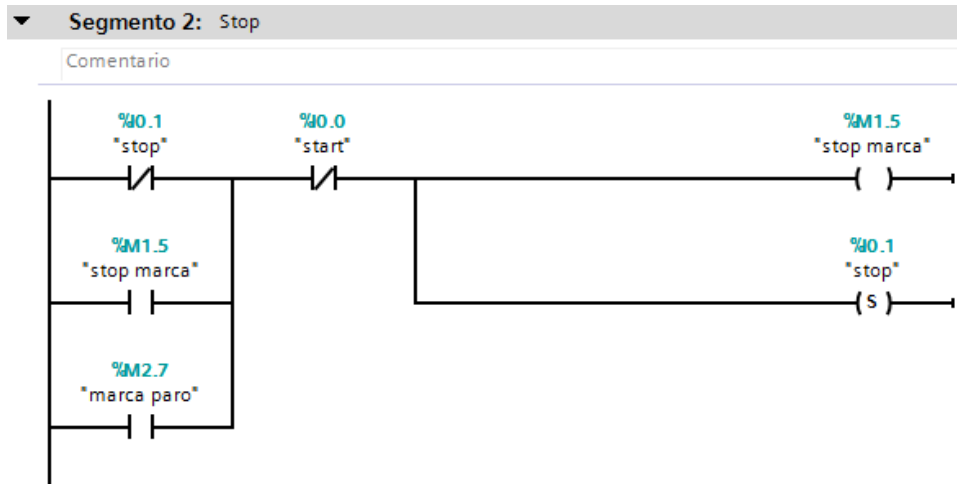 Segmento 2: Stop
Comentario
%I0.1
"stop"
%I0.0
"start"
%M1.5
"stop marca"
%M1.5
"stop marca"
%I0.1
"stop"
S
%M2.7
"marca paro"